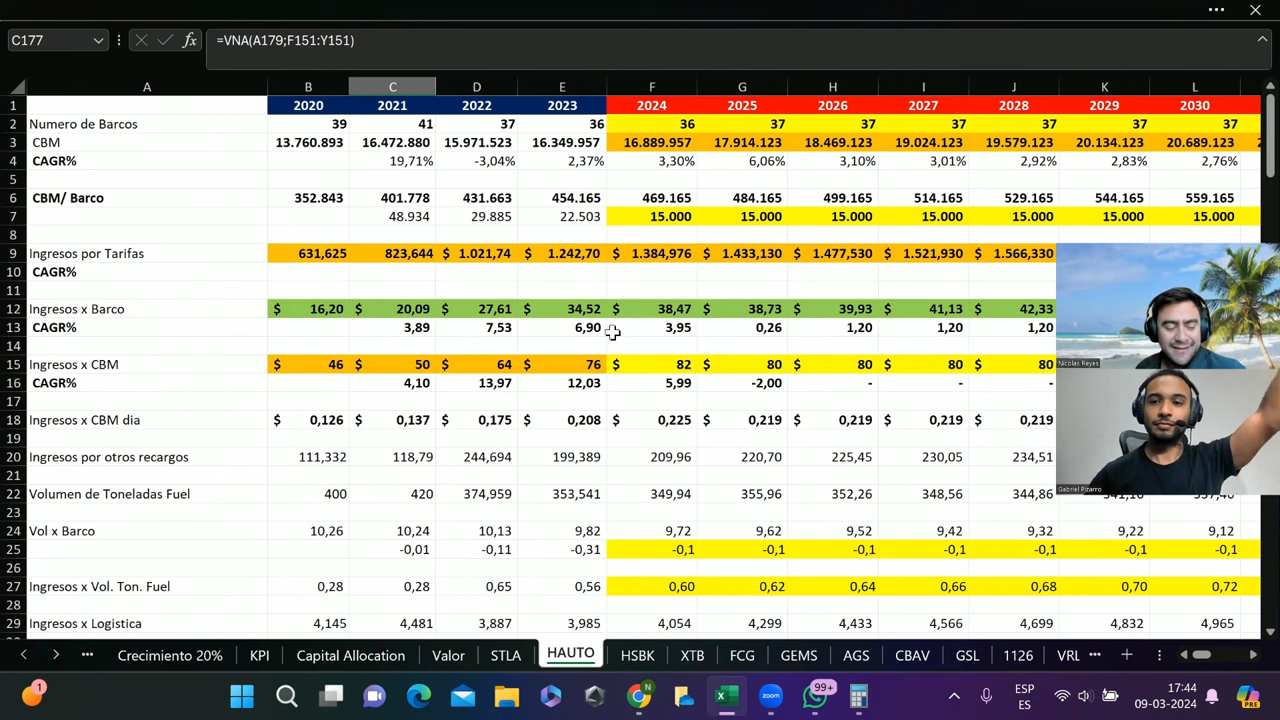 C177 fx =VNA(A179;F151:Y151)
A B C D E F G H I J K L
1 2020 2021 2022 2023 2024 2025 2026 2027 2028 2029 2030
2 Numero de Barcos 39 41 37 36 36 37 37 37 37 37 37
3 CBM 13.760.893 16.472.880 15.971.523 16.349.957 16.889.957 17.914.123 18.469.123 19.024.123 19.579.123 20.134.123 20.689.123
4 CAGR% 19,71% -3,04% 2,37% 3,30% 6,06% 3,10% 3,01% 2,92% 2,83% 2,76%
5
6 CBM/ Barco 352.843 401.778 431.663 454.165 469.165 484.165 499.165 514.165 529.165 544.165 559.165
7 48.934 29.885 22.503 15.000 15.000 15.000 15.000 15.000 15.000 15.000
8
9 Ingresos por Tarifas 631,625 823,644 $ 1.021,74 $ 1.242,70 $ 1.384,976 $ 1.433,130 $ 1.477,530 $ 1.521,930 $ 1.566,330
10 CAGR%
11
12 Ingresos x Barco $ 16,20 $ 20,09 $ 27,61 $ 34,52 $ 38,47 $ 38,73 $ 39,93 $ 41,13 $ 42,33
13 CAGR% 3,89 7,53 6,90 3,95 0,26 1,20 1,20 1,20
14
15 Ingresos x CBM $ 46 $ 50 $ 64 $ 76 $ 82 $ 80 $ 80 $ 80 $ 80
Nicolas Reyes
16 CAGR% 4,10 13,97 12,03 5,99 -2,00 - - -
17
18 Ingresos x CBM dia $ 0,126 $ 0,137 $ 0,175 $ 0,208 $ 0,225 $ 0,219 $ 0,219 $ 0,219 $ 0,219
19
20 Ingresos por otros recargos 111,332 118,79 244,694 199,389 209,96 220,70 225,45 230,05 234,51
21
Gabriel Pizarro
22 Volumen de Toneladas Fuel 400 420 374,959 353,541 349,94 355,96 352,26 348,56 344,86
23
24 Vol x Barco 10,26 10,24 10,13 9,82 9,72 9,62 9,52 9,42 9,32 9,22 9,12
25 -0,01 -0,11 -0,31 -0,1 -0,1 -0,1 -0,1 -0,1 -0,1 -0,1
26
27 Ingresos x Vol. Ton. Fuel 0,28 0,28 0,65 0,56 0,60 0,62 0,64 0,66 0,68 0,70 0,72
28
29 Ingresos x Logistica 4,145 4,481 3,887 3,985 4,054 4,299 4,433 4,566 4,699 4,832 4,965
Crecimiento 20% KPI Capital Allocation Valor STLA HAUTO HSBK XTB FCG GEMS AGS CBAV GSL 1126 VRL
1 N 99+ ESP 17:44 PRE
ES 09-03-2024